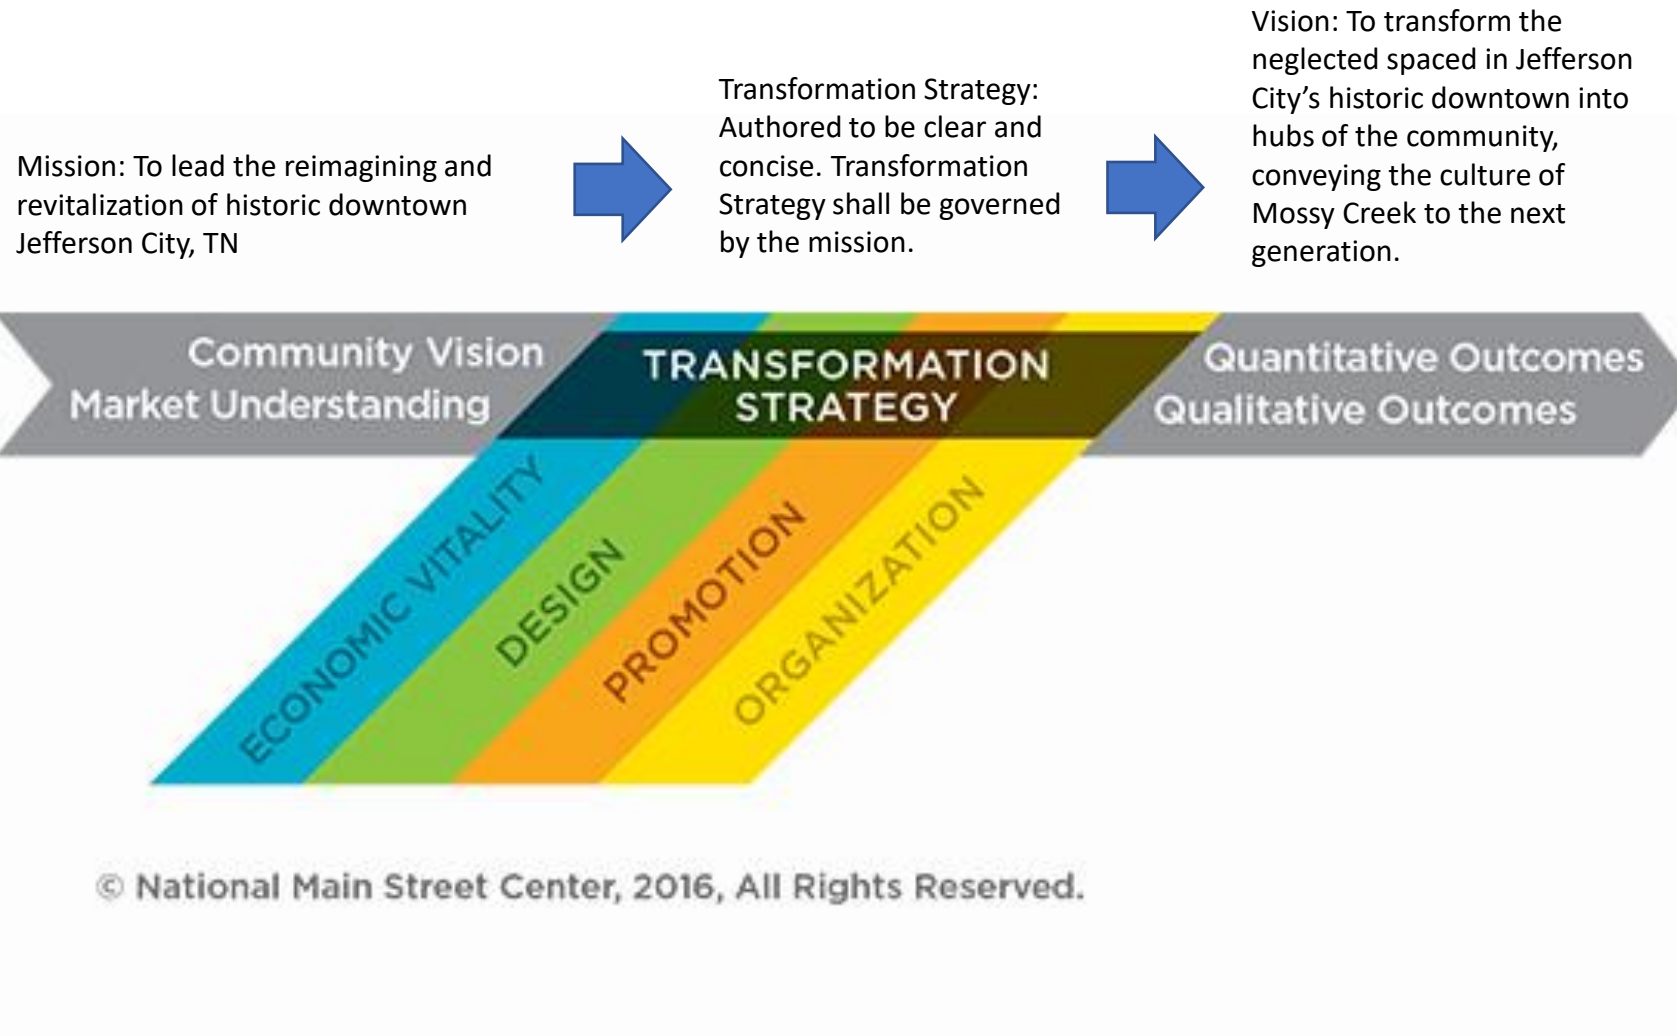 Mission: To lead the reimagining and
revitalization of historic downtown
Jefferson City, TN
Transformation Strategy:
Authored to be clear and
concise. Transformation
Strategy shall be governed
by the mission.
Vision: To transform the
neglected spaced in Jefferson
City’s historic downtown into
hubs of the community,
conveying the culture of
Mossy Creek to the next
generation.
Community Vision
Market Understanding
TRANSFORMATION
STRATEGY
Quantitative Outcomes
Qualitative Outcomes
ECONOMIC VITALITY
DESIGN
PROMOTION
ORGANIZATION
© National Main Street Center, 2016, All Rights Reserved.